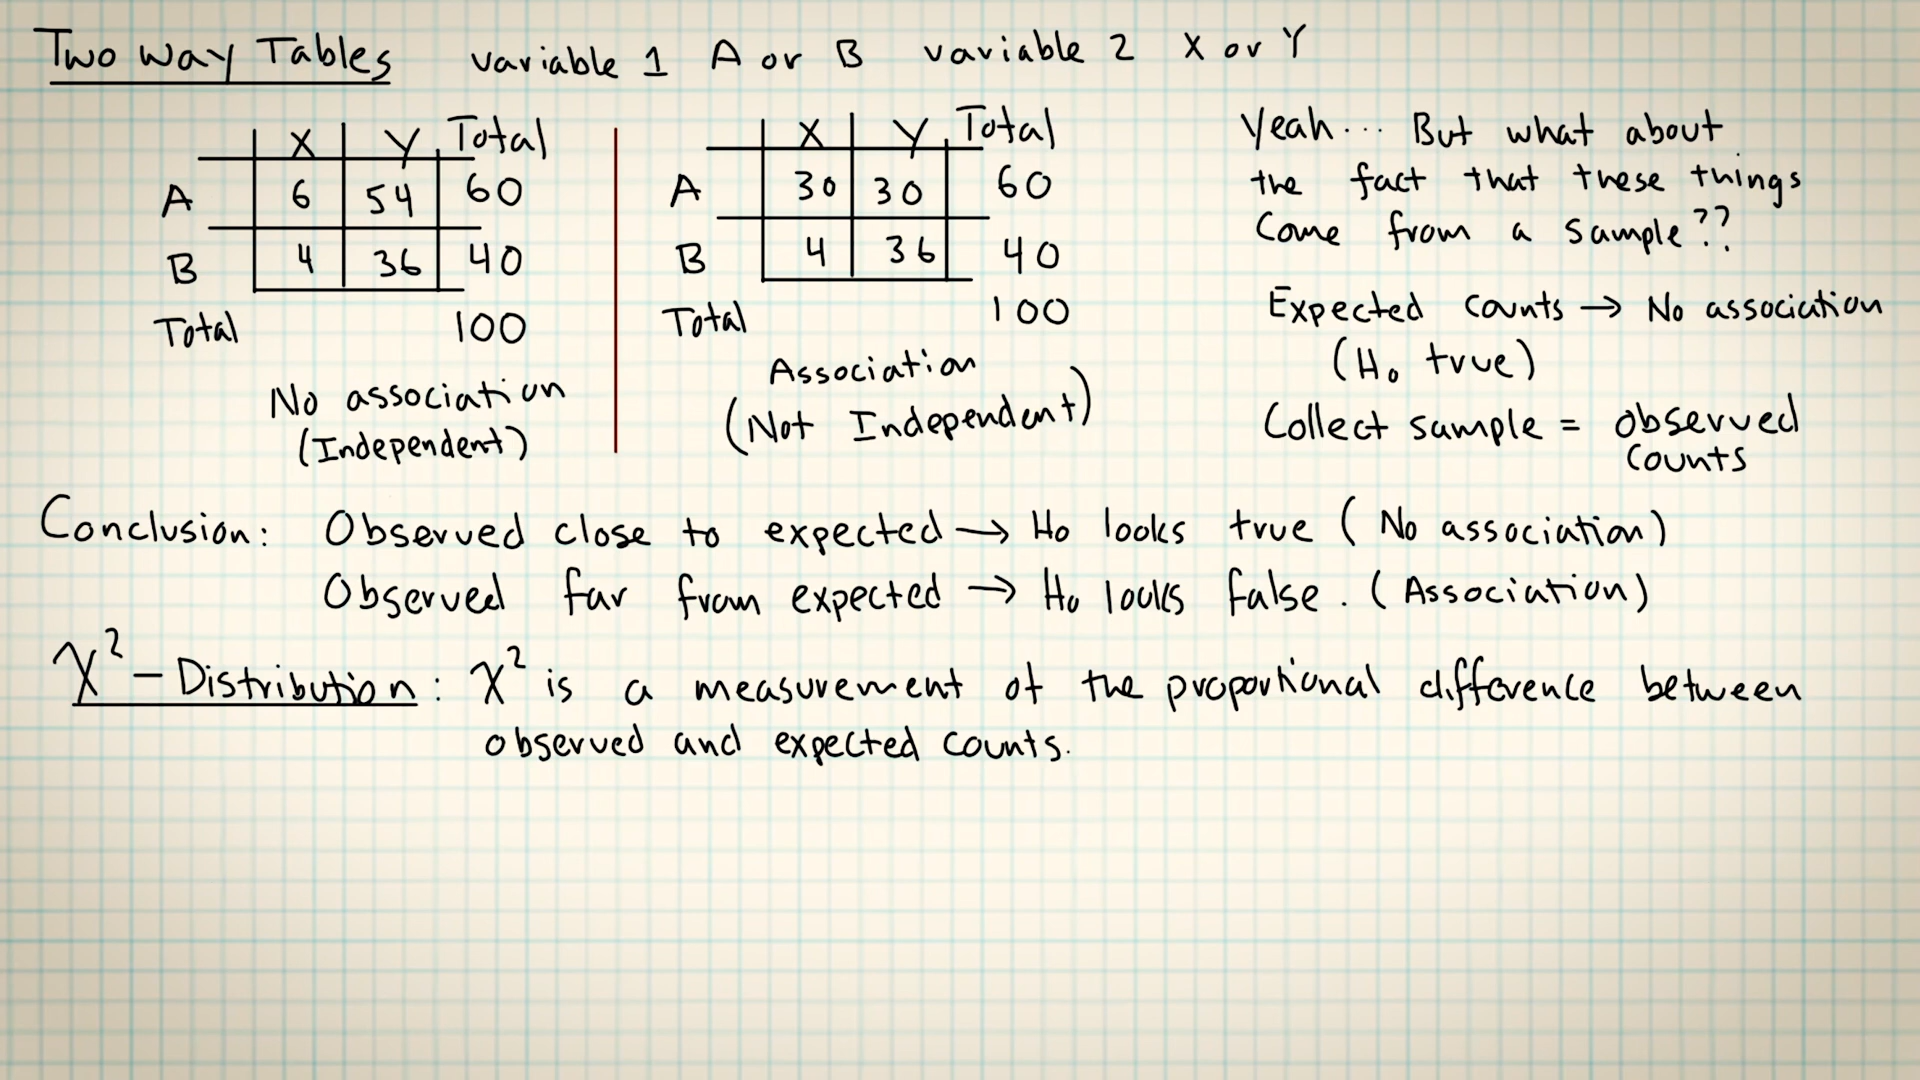 Two Way Tables variable 1 A or B variable 2 X or Y
X Y Total
A 6 54 60
B 4 36 40
Total 100
No association
(Independent)
X Y Total
A 30 30 60
B 4 36 40
Total 100
Association
(Not Independent)
Yeah... But what about
the fact that these things
Come from a sample??
Expected Counts → No association
(H₀ true)
Collect sample = observed
Counts
Conclusion: Observed close to expected → H₀ looks true (No association)
Observed far from expected → H₀ looks false. (Association)
χ² - Distribution: χ² is a measurement of the proportional difference between
observed and expected counts.